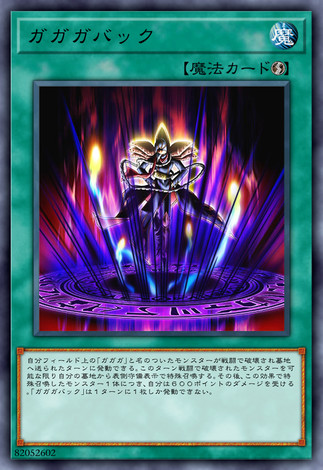 ガガガバック
魔
【魔法カード】
自分フィールド上の「ガガガ」と名のついたモンスターが戦闘で破壊され墓地
へ送られたターンに発動できる。このターン戦闘で破壊されたモンスターを可
能な限り自分の墓地から表側守備表示で特殊召喚する。その後、この効果で特
殊召喚したモンスター１体につき、自分は６００ポイントのダメージを受ける。
「ガガガバック」は１ターンに１枚しか発動できない。
82052602